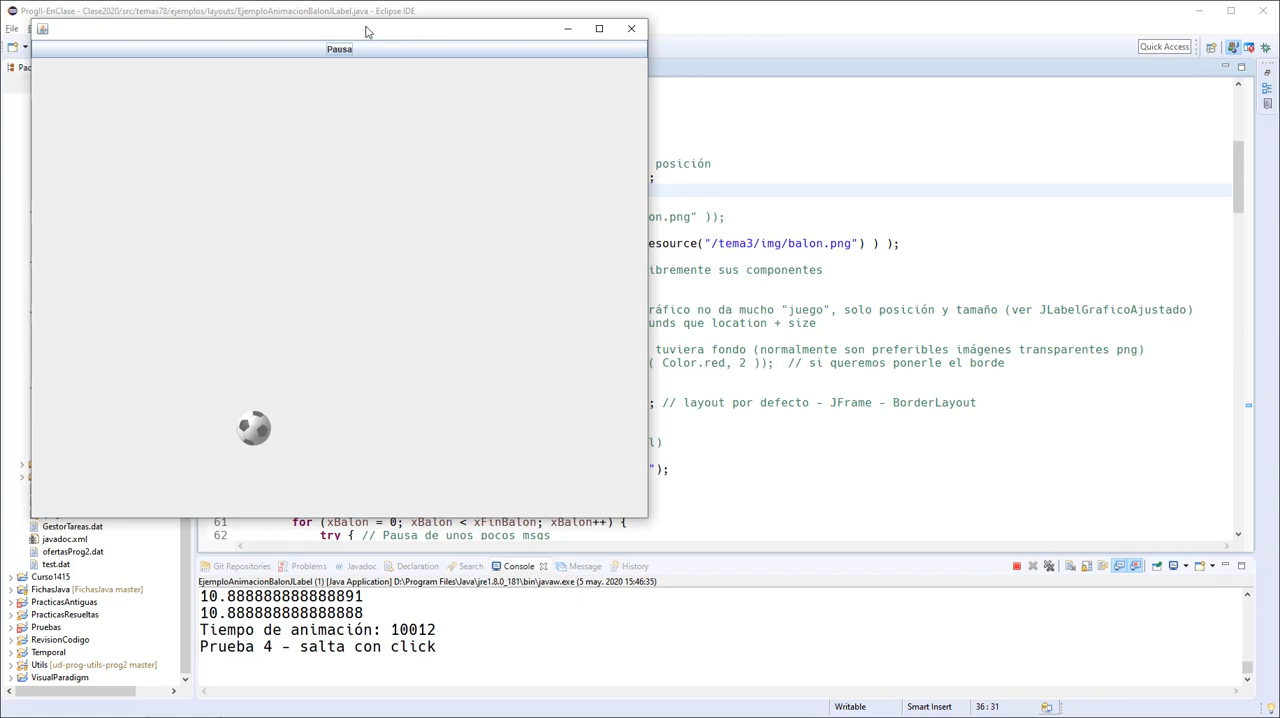 ProgII-EnClase - Clase2020/src/temas78/ejemplos/layouts/EjemploAnimacionBalonJLabel.java - Eclipse IDE
File
Pausa
Quick Access
Pac
posición
;
on.png" ));
esource("/tema3/img/balon.png") ) );
ibremente sus componentes
ráfico no da mucho "juego", solo posición y tamaño (ver JLabelGraficoAjustado)
unds que location + size
tuviera fondo (normalmente son preferibles imágenes transparentes png)
( Color.red, 2 ));  // si queremos ponerle el borde
; // layout por defecto - JFrame - BorderLayout
l)
");
61 for (xBalon = 0; xBalon < xFinBalon; xBalon++) {
62 try { // Pausa de unos pocos msgs
GestorTareas.dat
javadoc.xml
ofertasProg2.dat
test.dat
Curso1415
FichasJava [FichasJava master]
PracticasAntiguas
PracticasResueltas
Pruebas
RevisionCodigo
Temporal
Utils [ud-prog-utils-prog2 master]
VisualParadigm
Git Repositories Problems Javadoc Declaration Search Console Message History
EjemploAnimacionBalonJLabel (1) [Java Application] D:\Program Files\Java\jre1.8.0_181\bin\javaw.exe (5 may. 2020 15:46:35)
10.888888888888891
10.888888888888888
Tiempo de animación: 10012
Prueba 4 - salta con click
Writable Smart Insert 36 : 31